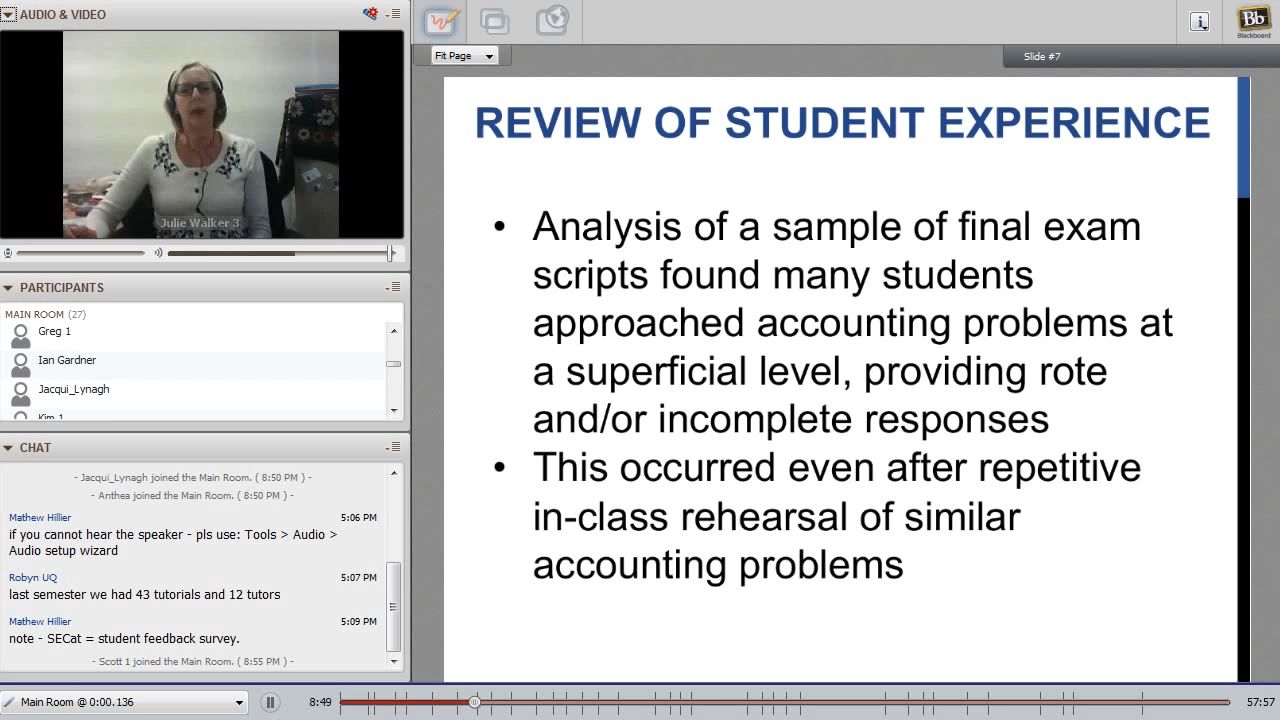 AUDIO & VIDEO
Julie Walker 3
PARTICIPANTS
MAIN ROOM (27)
Greg 1
Ian Gardner
Jacqui_Lynagh
Kim 1
CHAT
- Jacqui_Lynagh joined the Main Room. ( 8:50 PM ) -
- Anthea joined the Main Room. ( 8:50 PM ) -
Mathew Hillier 5:06 PM
if you cannot hear the speaker - pls use: Tools > Audio >
Audio setup wizard
Robyn UQ 5:07 PM
last semester we had 43 tutorials and 12 tutors
Mathew Hillier 5:09 PM
note - SECat = student feedback survey.
- Scott 1 joined the Main Room. ( 8:55 PM ) -
Fit Page
Slide #7
Bb
Blackboard
REVIEW OF STUDENT EXPERIENCE
• Analysis of a sample of final exam
scripts found many students
approached accounting problems at
a superficial level, providing rote
and/or incomplete responses
• This occurred even after repetitive
in-class rehearsal of similar
accounting problems
Main Room @ 0:00.136
8:49
57:57